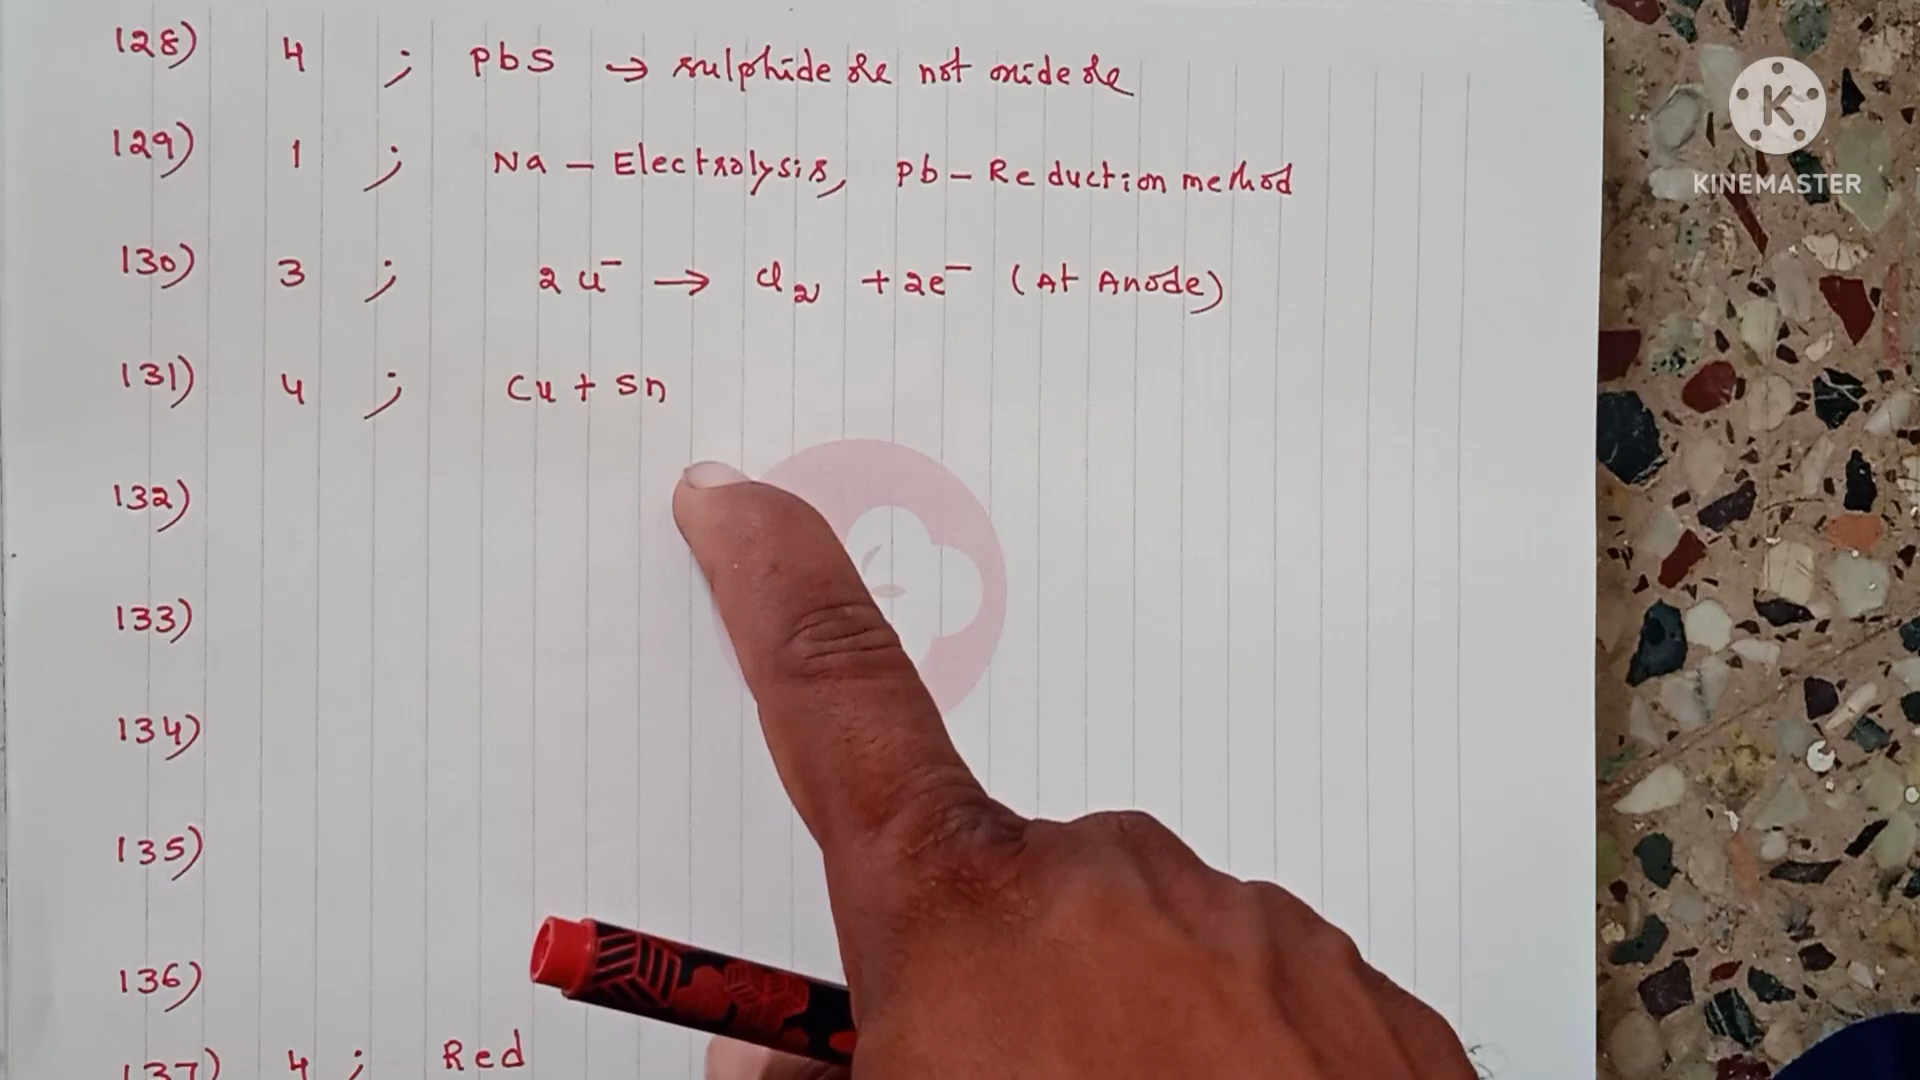 128) 4 ; PbS → sulphide ore not oxide ore
129) 1 ; Na - Electrolysis, Pb - Reduction method
130) 3 ; 2Cl⁻ → Cl₂ + 2e⁻ (At Anode)
131) 4 ; Cu + Sn
132)
133)
134)
135)
136)
137) 4 ; Red
K
KINEMASTER